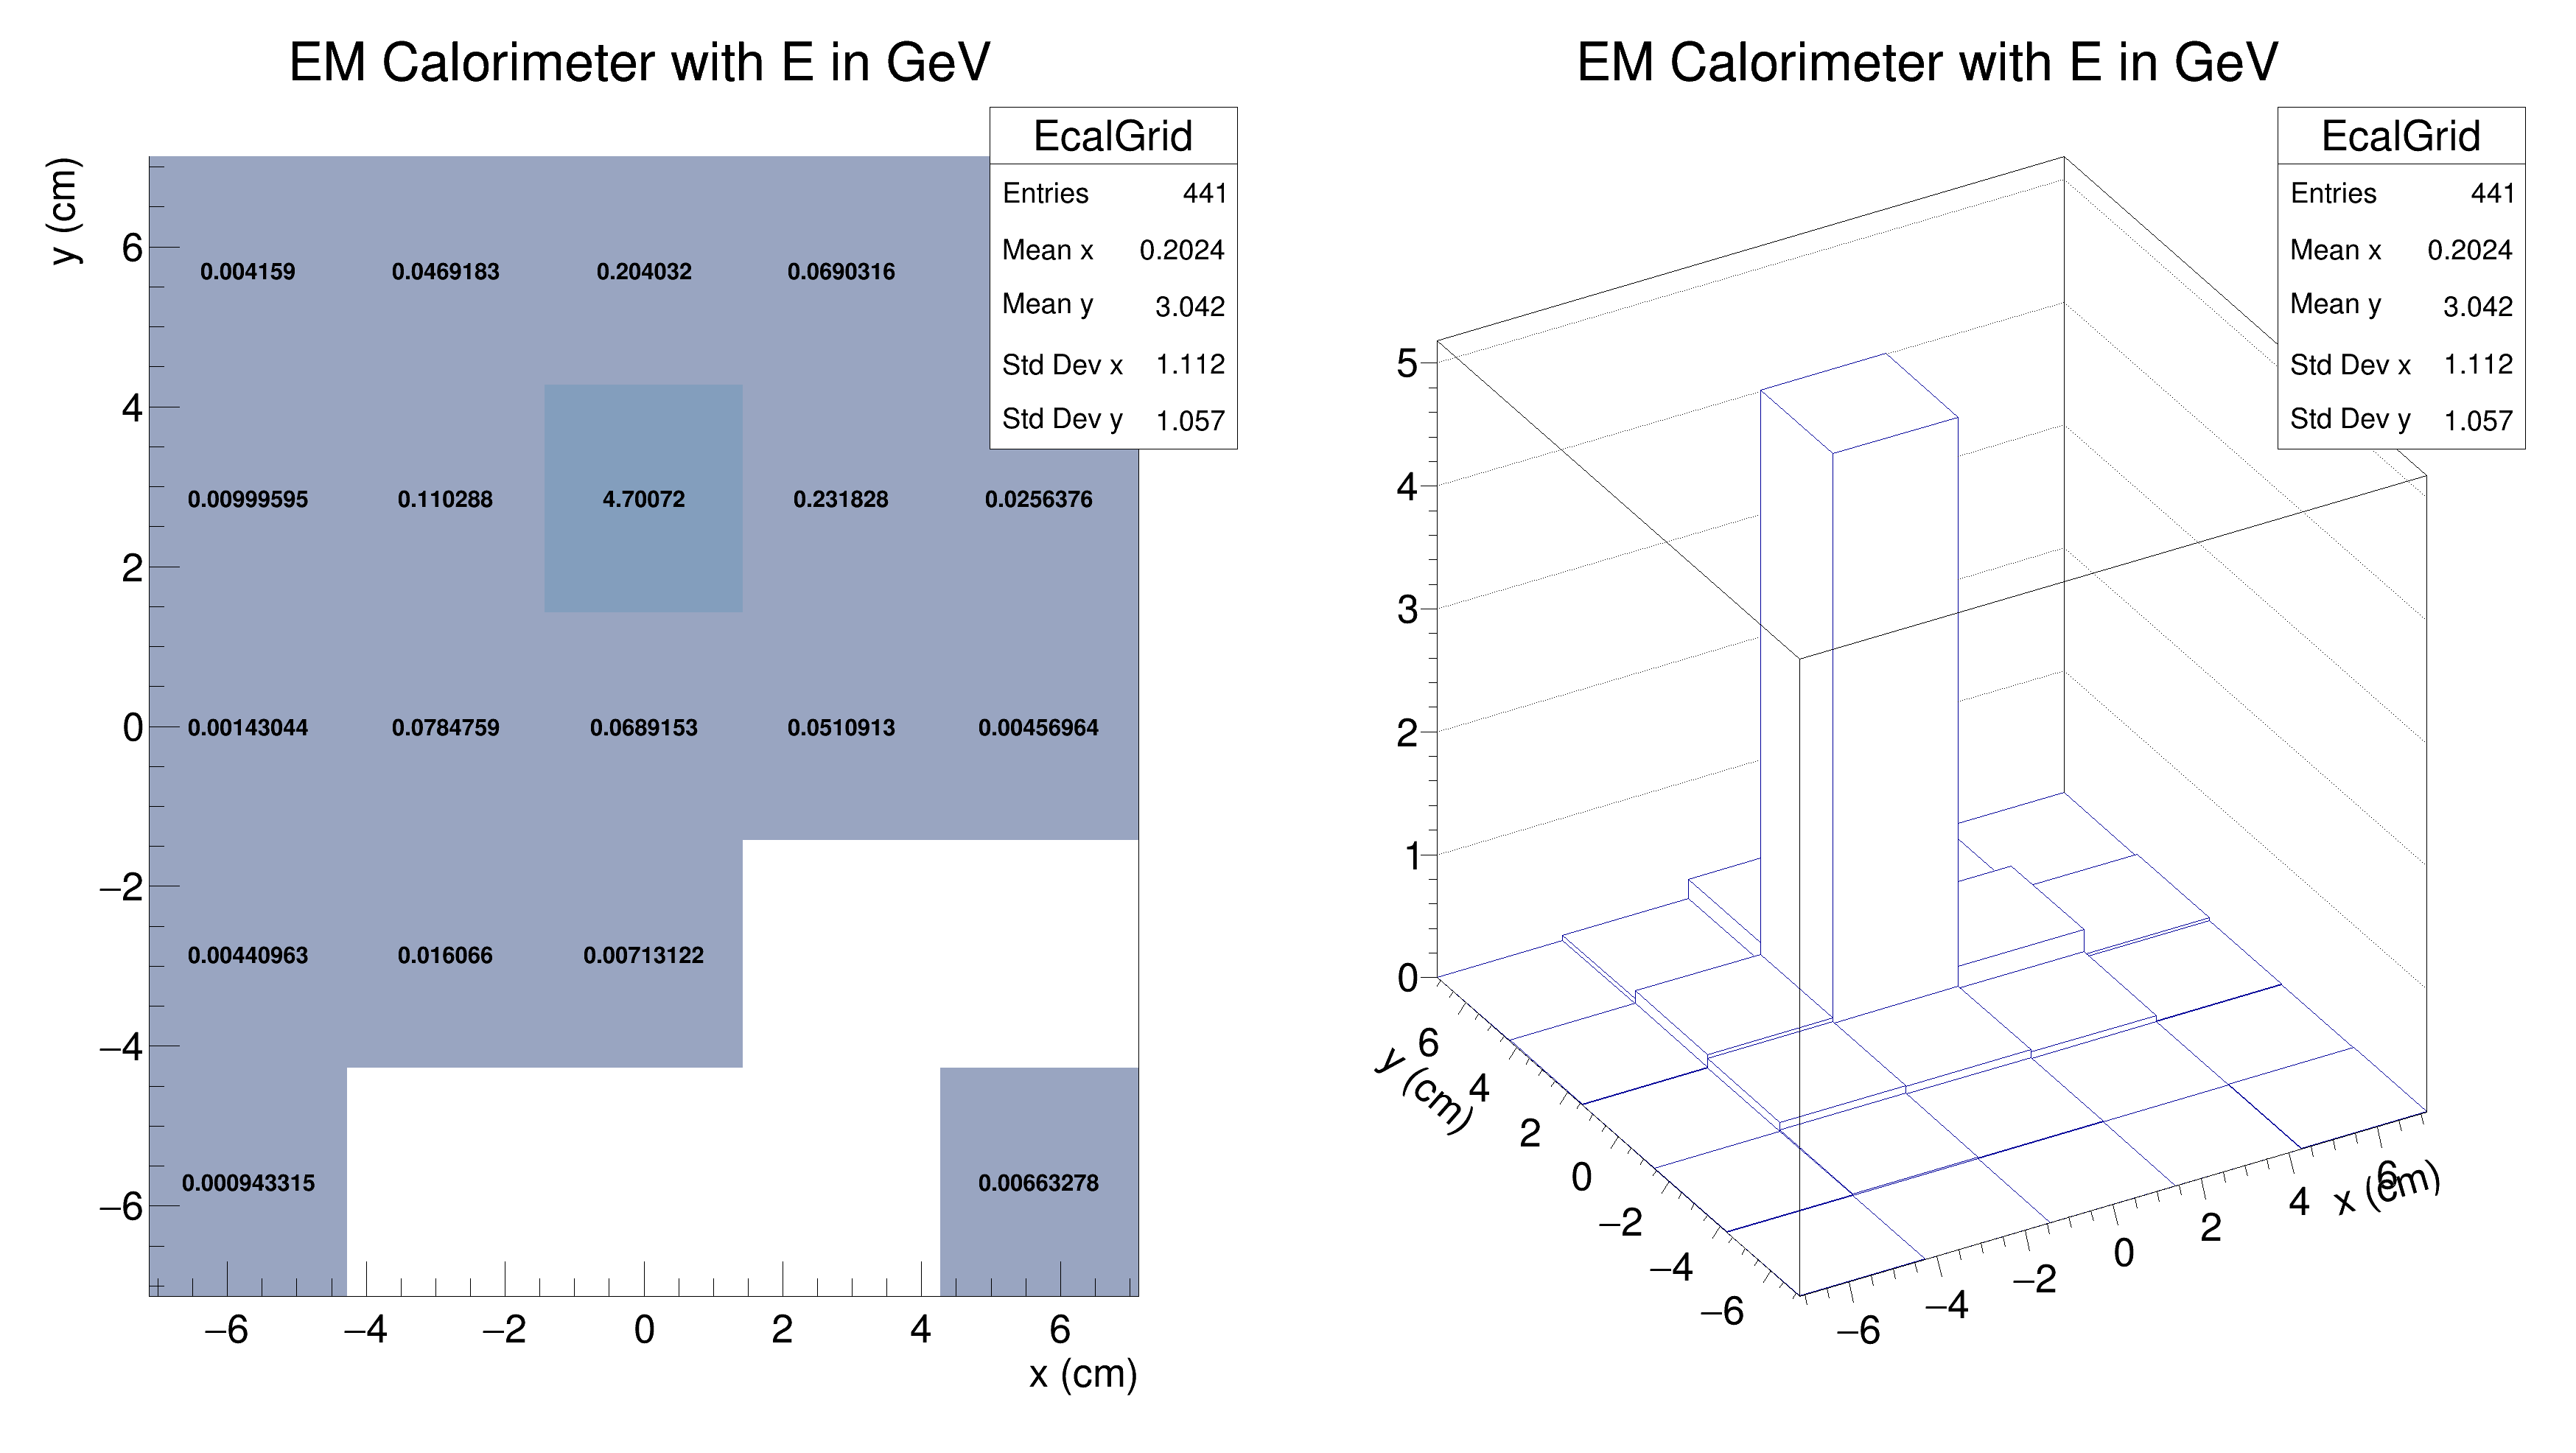 EM Calorimeter with E in GeV
EcalGrid
Entries 441
Mean x 0.2024
Mean y 3.042
Std Dev x 1.112
Std Dev y 1.057
y (cm)
6
4
2
0
−2
−4
−6
0.004159 0.0469183 0.204032 0.0690316
0.00999595 0.110288 4.70072 0.231828 0.0256376
0.00143044 0.0784759 0.0689153 0.0510913 0.00456964
0.00440963 0.016066 0.00713122
0.000943315 0.00663278
−6 −4 −2 0 2 4 6
x (cm)
EM Calorimeter with E in GeV
EcalGrid
Entries 441
Mean x 0.2024
Mean y 3.042
Std Dev x 1.112
Std Dev y 1.057
5
4
3
2
1
0
6
4
2
0
−2
−4
−6
y (cm)
−6
−4
−2
0
2
4
6
x (cm)